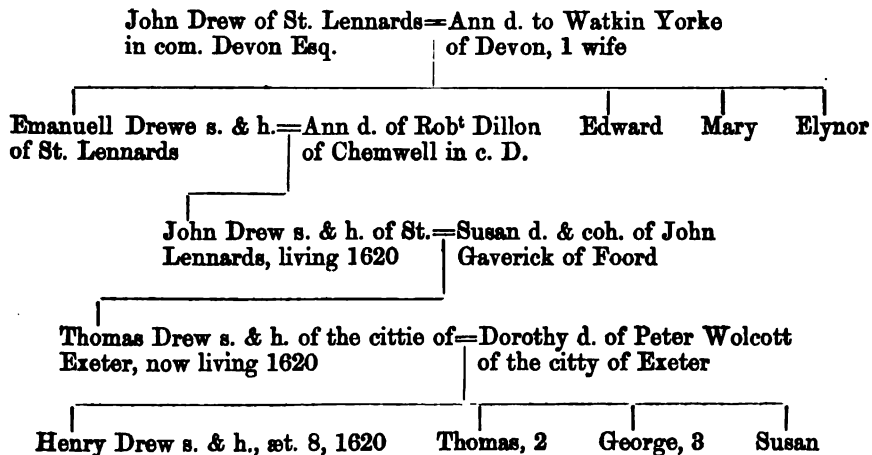 John Drew of St. Lennards=Ann d. to Watkin Yorke
in com. Devon Esq. of Devon, 1 wife
Emanuell Drewe s. & h.=Ann d. of Robᵗ Dillon Edward Mary Elynor
of St. Lennards of Chemwell in c. D.
John Drew s. & h. of St.=Susan d. & coh. of John
Lennards, living 1620 Gaverick of Foord
Thomas Drew s. & h. of the cittie of=Dorothy d. of Peter Wolcott
Exeter, now living 1620 of the citty of Exeter
Henry Drew s. & h., æt. 8, 1620 Thomas, 2 George, 3 Susan